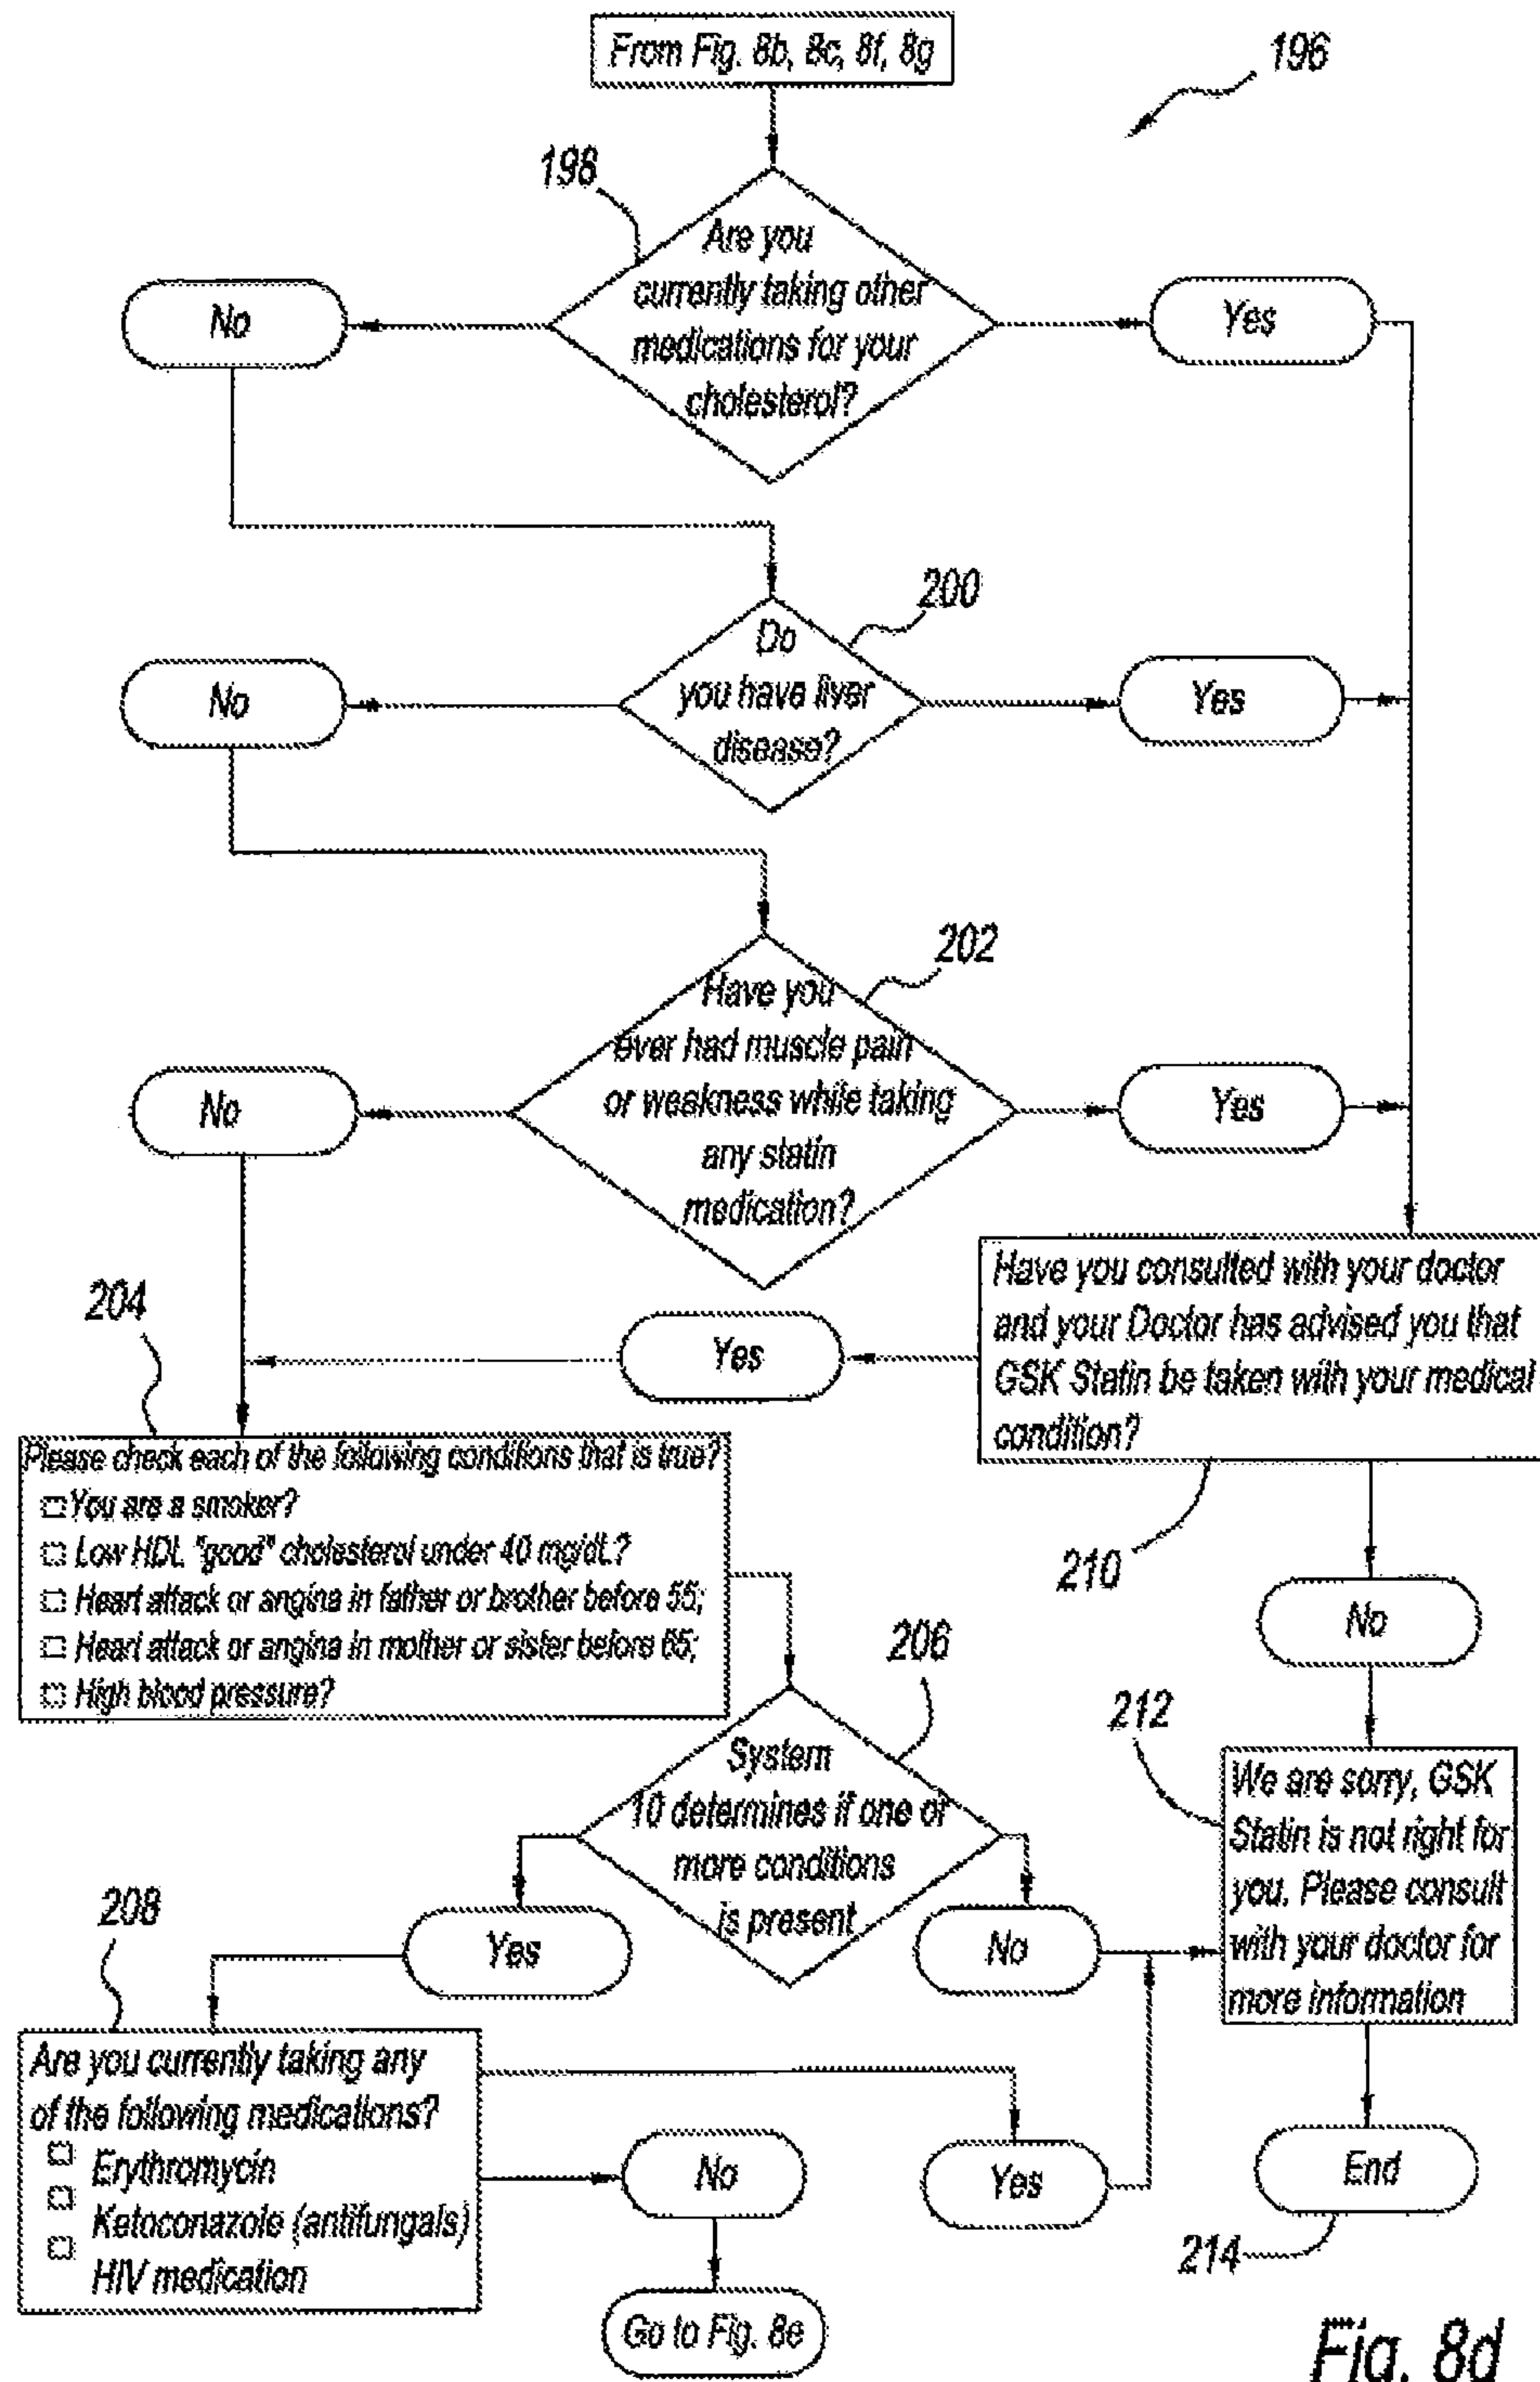 From Fig. 8b, 8c, 8f, 8g
196
198
Are you
currently taking other
medications for your
cholesterol?
No
Yes
200
Do
you have liver
disease?
No
Yes
202
Have you
ever had muscle pain
or weakness while taking
any statin
medication?
No
Yes
204
Yes
Have you consulted with your doctor
and your Doctor has advised you that
GSK Statin be taken with your medical
condition?
210
Please check each of the following conditions that is true?
You are a smoker?
Low HDL "good" cholesterol under 40 mg/dL?
Heart attack or angina in father or brother before 55;
Heart attack or angina in mother or sister before 65;
High blood pressure?
No
206
System
10 determines if one or
more conditions
is present
212
We are sorry, GSK
Statin is not right for
you. Please consult
with your doctor for
more information
Yes
No
208
Are you currently taking any
of the following medications?
Erythromycin
Ketoconazole (antifungals)
HIV medication
No
Yes
End
214
Go to Fig. 8e
Fig. 8d